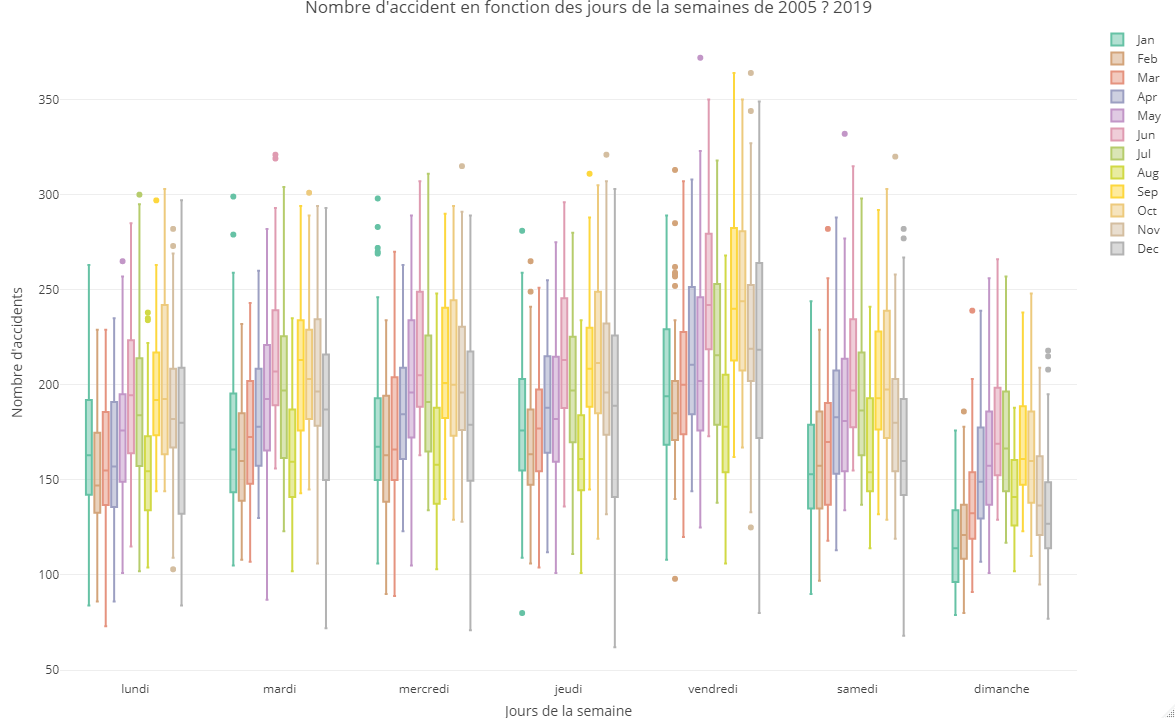 Nombre d'accident en fonction des jours de la semaines de 2005 ? 2019
Jan
Feb
Mar
Apr
May
Jun
Jul
Aug
Sep
Oct
Nov
Dec
Nombre d'accidents
350
300
250
200
150
100
50
lundi mardi mercredi jeudi vendredi samedi dimanche
Jours de la semaine